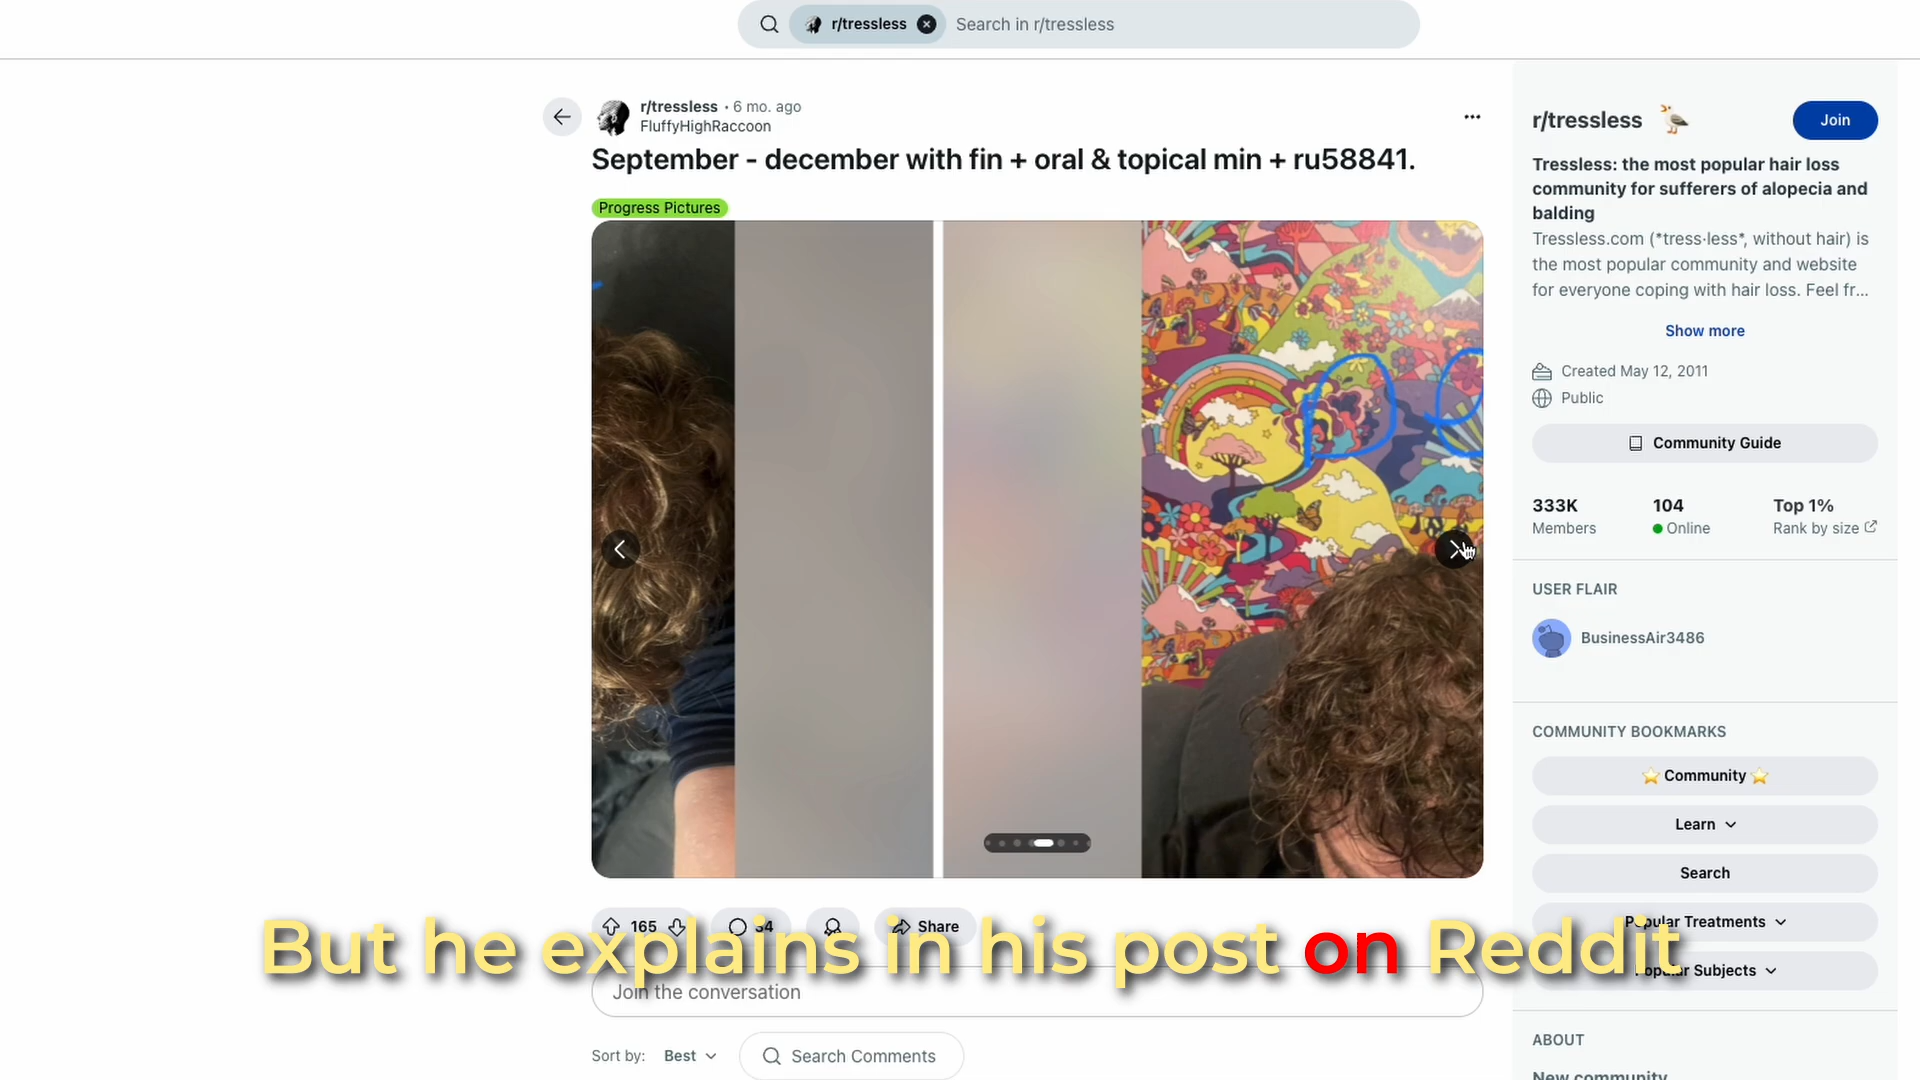 r/tressless
Search in r/tressless
r/tressless • 6 mo. ago
FluffyHighRaccoon
September - december with fin + oral & topical min + ru58841.
Progress Pictures
165
34
Share
But he explains in his post on Reddit
Join the conversation
Sort by: Best
Search Comments
r/tressless
Join
Tressless: the most popular hair loss
community for sufferers of alopecia and
balding
Tressless.com (*tress·less*, without hair) is
the most popular community and website
for everyone coping with hair loss. Feel fr...
Show more
Created May 12, 2011
Public
Community Guide
333K
Members
104
Online
Top 1%
Rank by size
USER FLAIR
BusinessAir3486
COMMUNITY BOOKMARKS
Community
Learn
Search
Popular Treatments
Popular Subjects
ABOUT
New community